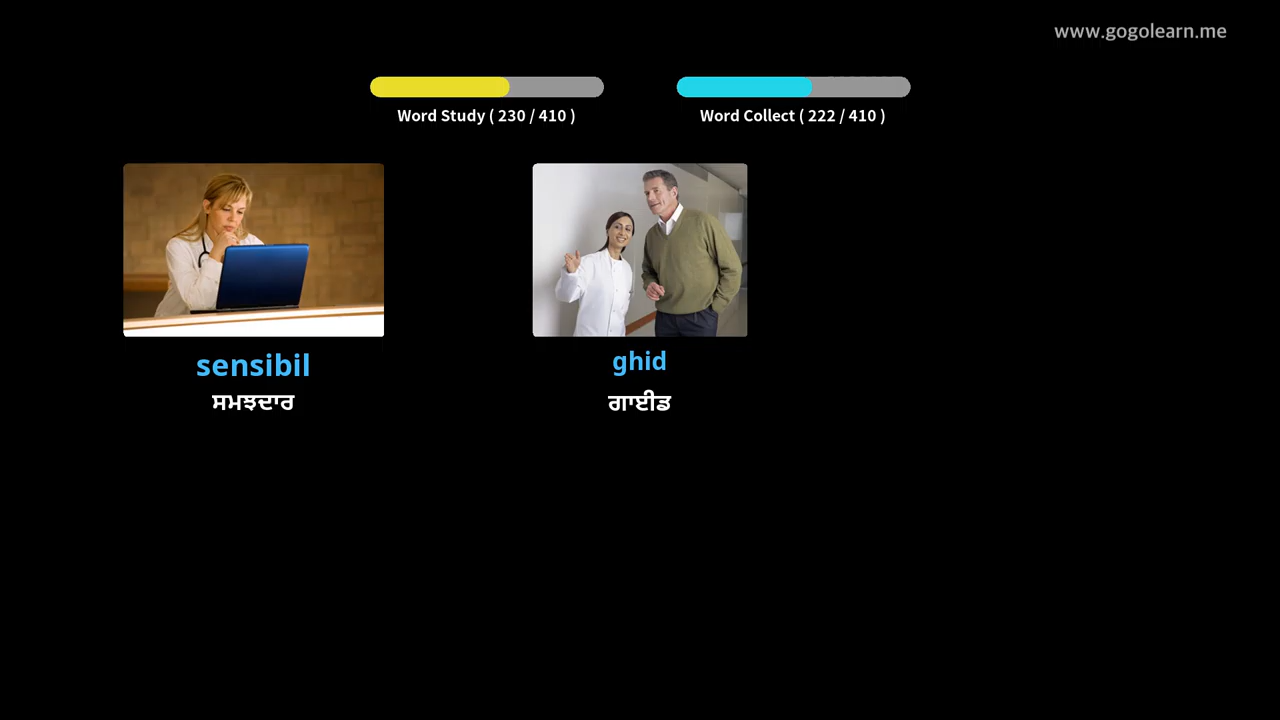 www.gogolearn.me
Word Study ( 230 / 410 )
Word Collect ( 222 / 410 )
sensibil
ਸਮਝਦਾਰ
ghid
ਗਾਈਡ